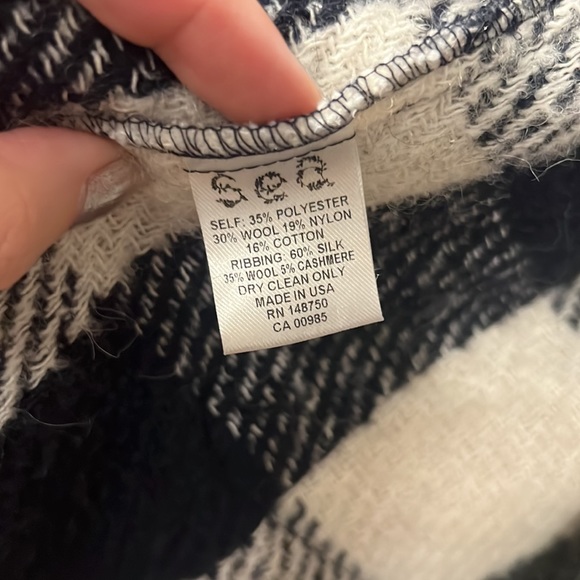 sea
SELF: 35% POLYESTER
30% WOOL 19% NYLON
16% COTTON
RIBBING: 60% SILK
35% WOOL 5% CASHMERE
DRY CLEAN ONLY
MADE IN USA
RN 148750
CA 00985